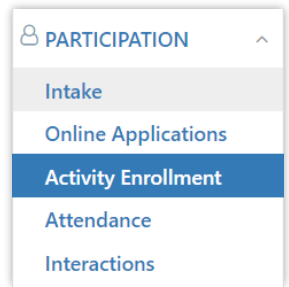 PARTICIPATION
Intake
Online Applications
Activity Enrollment
Attendance
Interactions